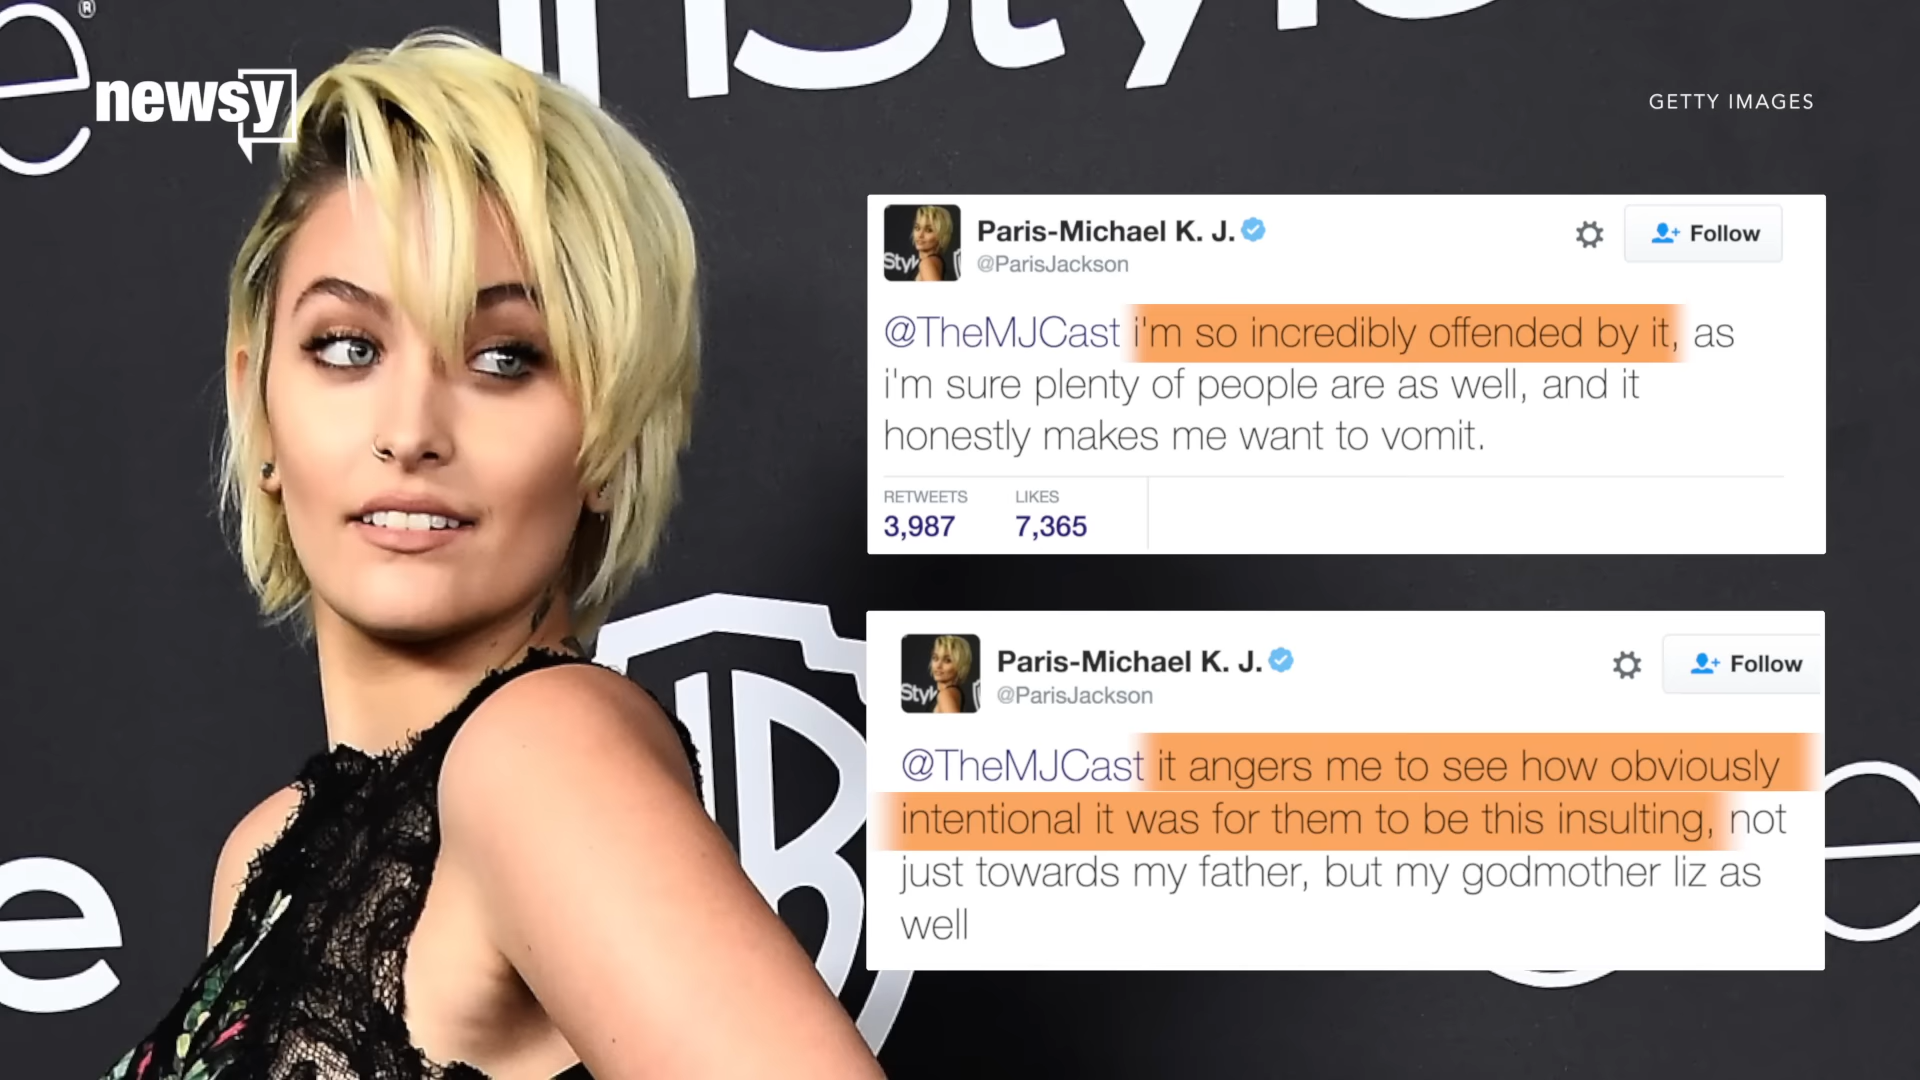 InStyle
newsy
GETTY IMAGES
Paris-Michael K. J.
@ParisJackson
Follow
@TheMJCast i'm so incredibly offended by it, as
i'm sure plenty of people are as well, and it
honestly makes me want to vomit.
RETWEETS LIKES
3,987 7,365
Paris-Michael K. J.
@ParisJackson
Follow
@TheMJCast it angers me to see how obviously
intentional it was for them to be this insulting, not
just towards my father, but my godmother liz as
well